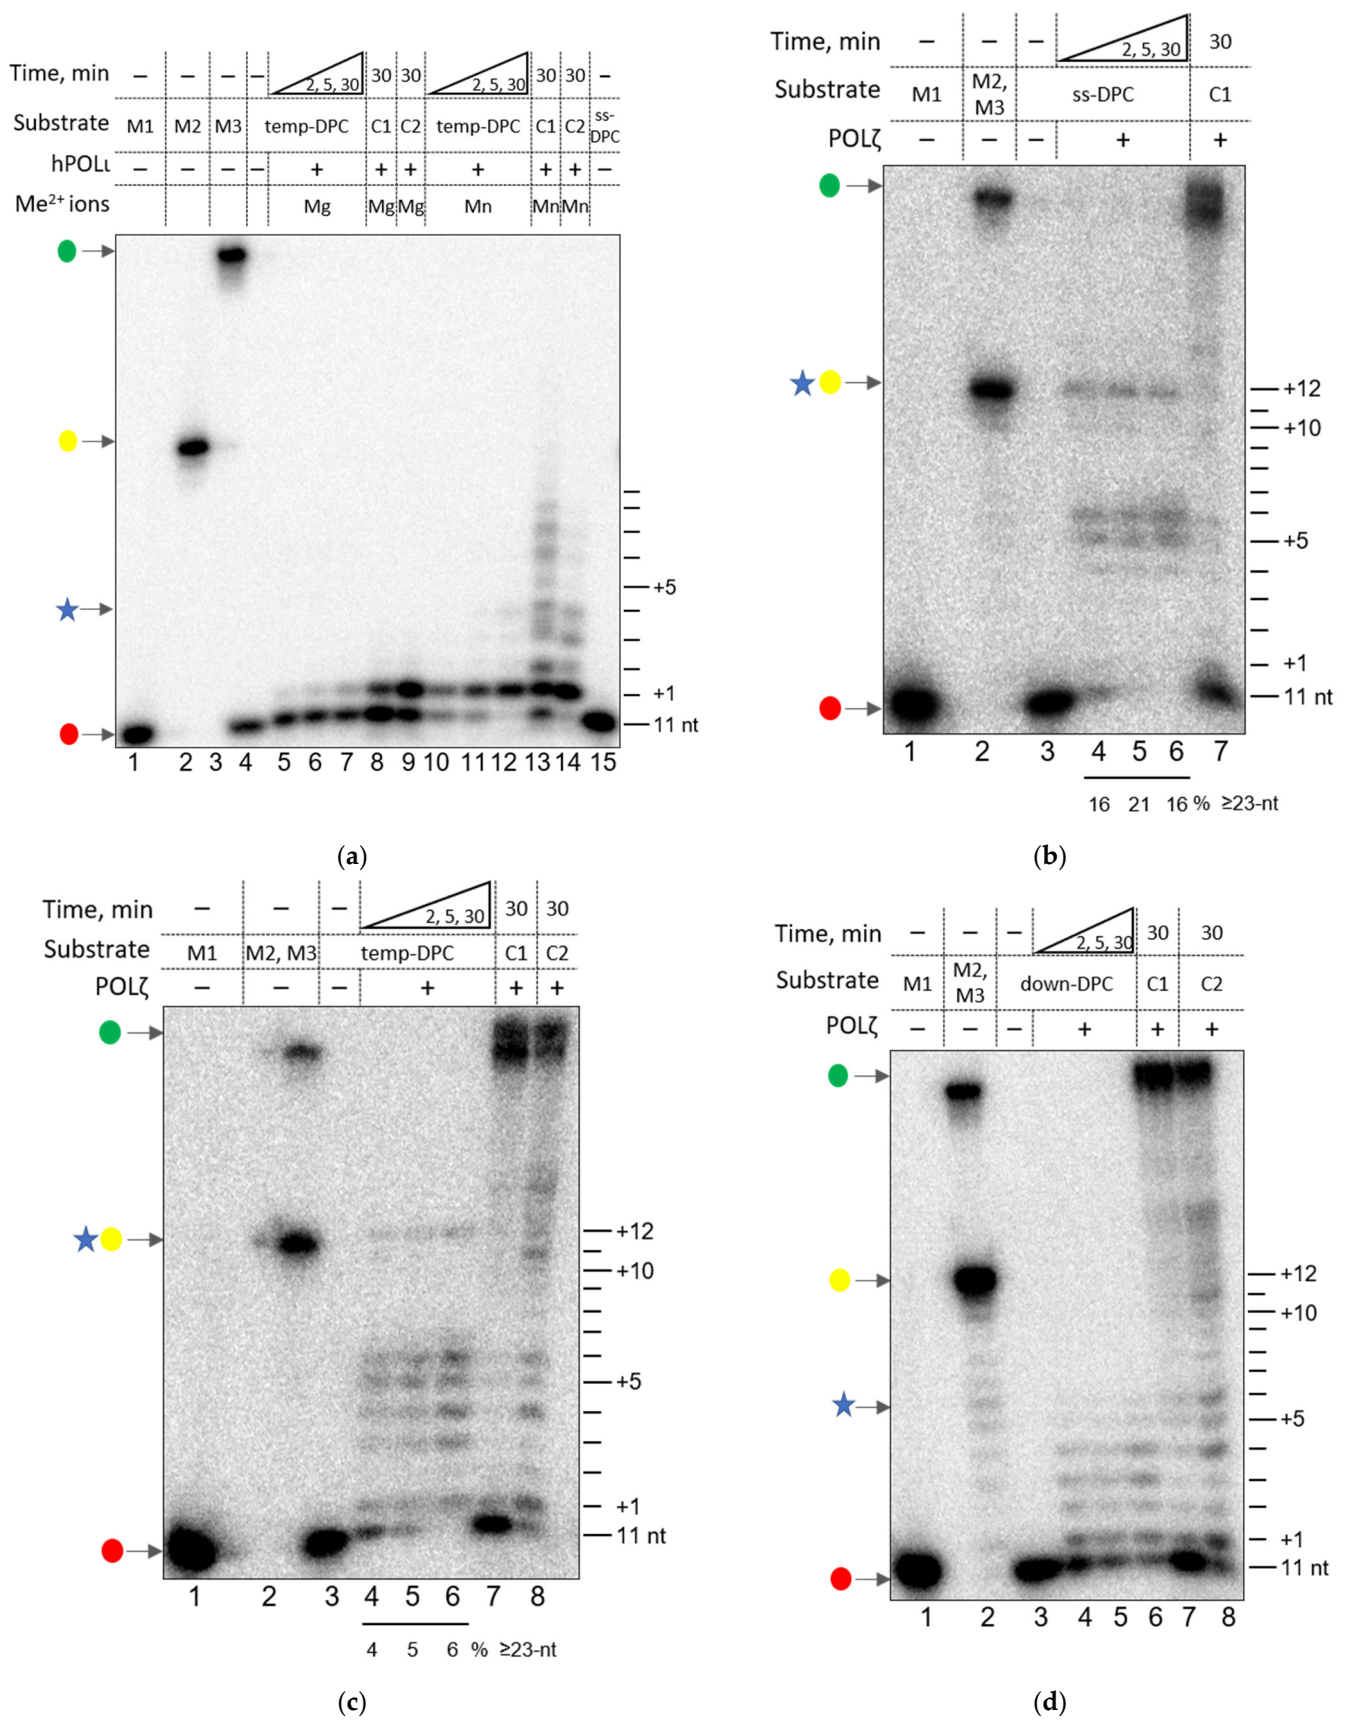 Time, min – – – – 2, 5, 30 30 30 2, 5, 30 30 30 –
Substrate M1 M2 M3 temp-DPC C1 C2 temp-DPC C1 C2 ss-DPC
hPOLι – – – – + + + + + + –
Me²⁺ ions Mg Mg Mg Mn Mn Mn
+5
+1
11 nt
1 2 3 4 5 6 7 8 9 10 11 12 13 14 15
(a)
Time, min – – – 2, 5, 30 30
Substrate M1 M2, M3 ss-DPC C1
POLζ – – – + +
+12
+10
+5
+1
11 nt
1 2 3 4 5 6 7
16 21 16 % ≥23-nt
(b)
Time, min – – – 2, 5, 30 30 30
Substrate M1 M2, M3 temp-DPC C1 C2
POLζ – – – + + +
+12
+10
+5
+1
11 nt
1 2 3 4 5 6 7 8
4 5 6 % ≥23-nt
(c)
Time, min – – – 2, 5, 30 30 30
Substrate M1 M2, M3 down-DPC C1 C2
POLζ – – – + + +
+12
+10
+5
+1
11 nt
1 2 3 4 5 6 7 8
(d)